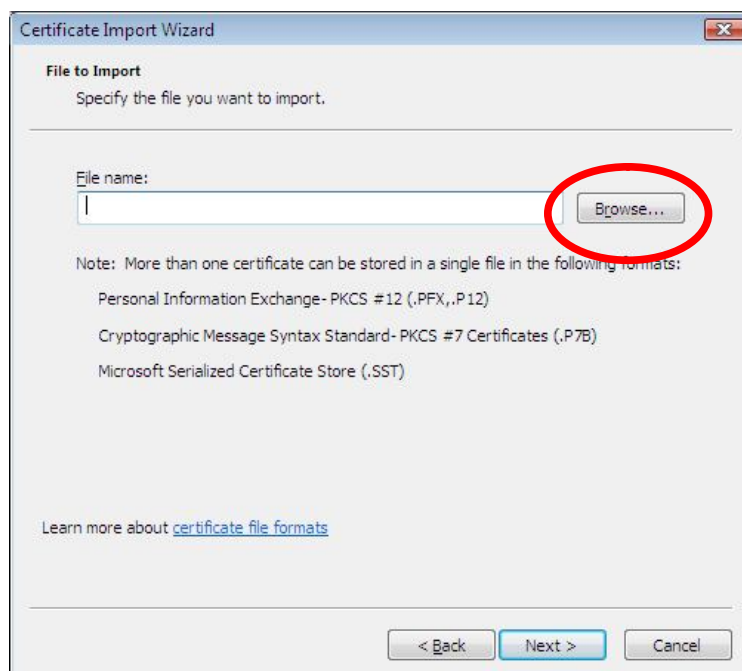 Certificate Import Wizard
File to Import
Specify the file you want to import.
File name:
Browse...
Note: More than one certificate can be stored in a single file in the following formats:
Personal Information Exchange- PKCS #12 (.PFX,.P12)
Cryptographic Message Syntax Standard- PKCS #7 Certificates (.P7B)
Microsoft Serialized Certificate Store (.SST)
Learn more about certificate file formats
< Back Next > Cancel